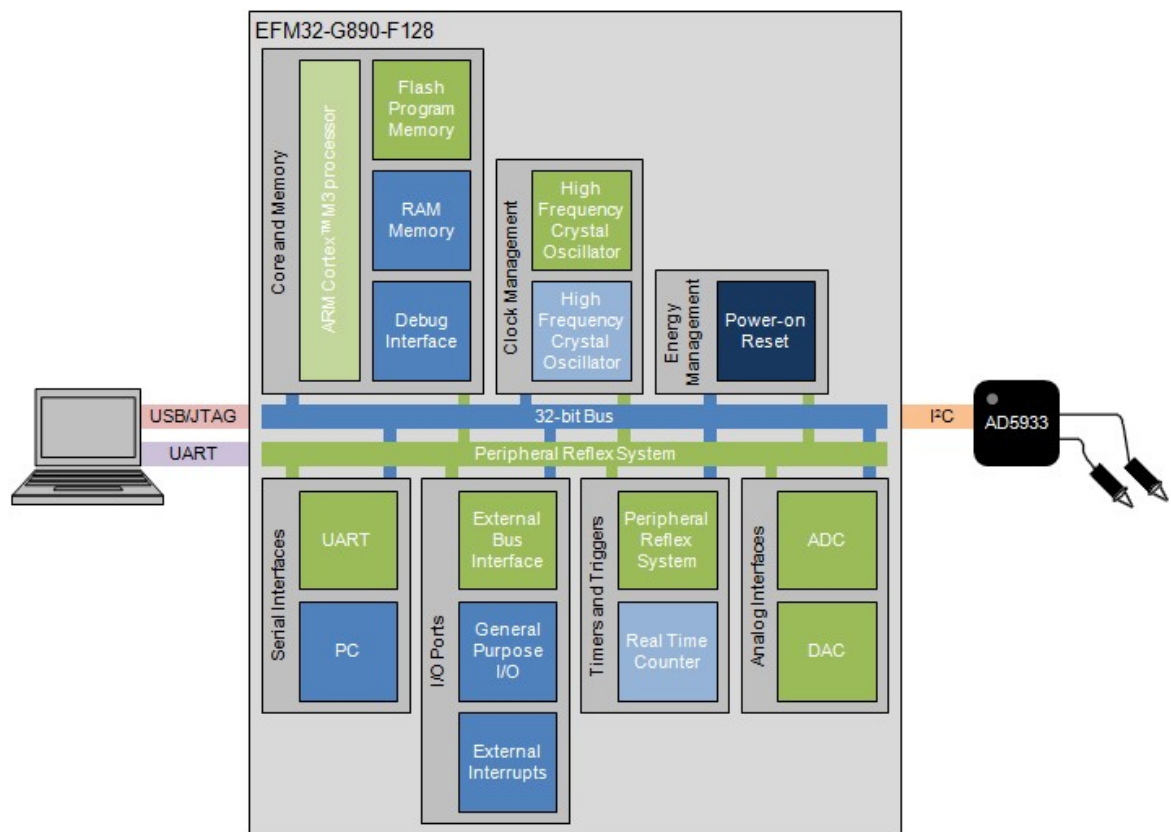 EFM32-G890-F128
Core and Memory
ARM Cortex™ M3 processor
Flash
Program
Memory
RAM
Memory
Debug
Interface
Clock Management
High
Frequency
Crystal
Oscillator
High
Frequency
Crystal
Oscillator
Energy
Management
Power-on
Reset
USB/JTAG
32-bit Bus
I²C
AD5933
UART
Peripheral Reflex System
Serial Interfaces
UART
PC
I/O Ports
External
Bus
Interface
General
Purpose
I/O
External
Interrupts
Timers and Triggers
Peripheral
Reflex
System
Real Time
Counter
Analog Interfaces
ADC
DAC